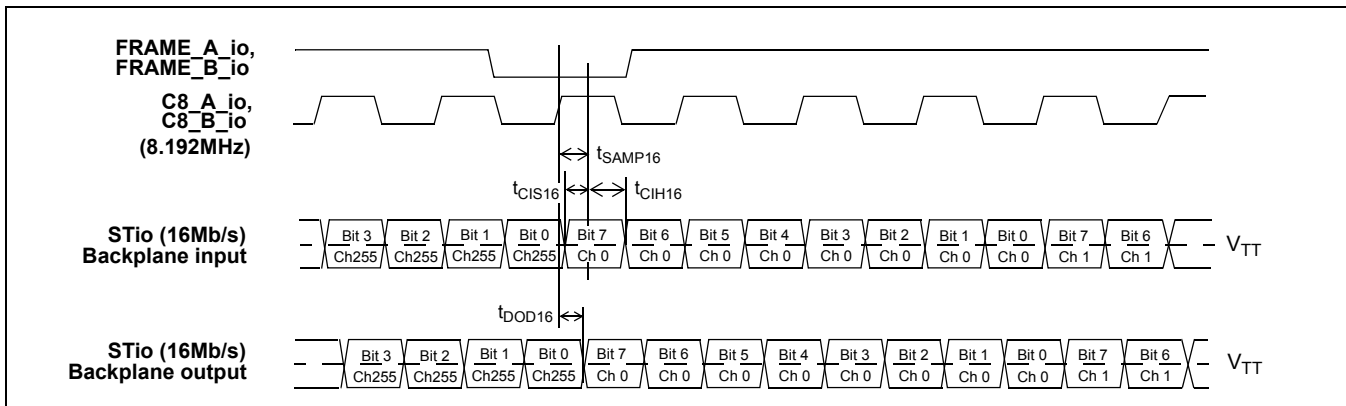 FRAME_A_io,
FRAME_B_io
C8_A_io,
C8_B_io
(8.192MHz)
tSAMP16
tCIS16
tCIH16
STio (16Mb/s)
Backplane input
Bit 3 Bit 2 Bit 1 Bit 0 Bit 7 Bit 6 Bit 5 Bit 4 Bit 3 Bit 2 Bit 1 Bit 0 Bit 7 Bit 6
Ch255 Ch255 Ch255 Ch255 Ch 0 Ch 0 Ch 0 Ch 0 Ch 0 Ch 0 Ch 0 Ch 0 Ch 1 Ch 1
VTT
tDOD16
STio (16Mb/s)
Backplane output
Bit 3 Bit 2 Bit 1 Bit 0 Bit 7 Bit 6 Bit 5 Bit 4 Bit 3 Bit 2 Bit 1 Bit 0 Bit 7 Bit 6
Ch255 Ch255 Ch255 Ch255 Ch 0 Ch 0 Ch 0 Ch 0 Ch 0 Ch 0 Ch 0 Ch 0 Ch 1 Ch 1
VTT